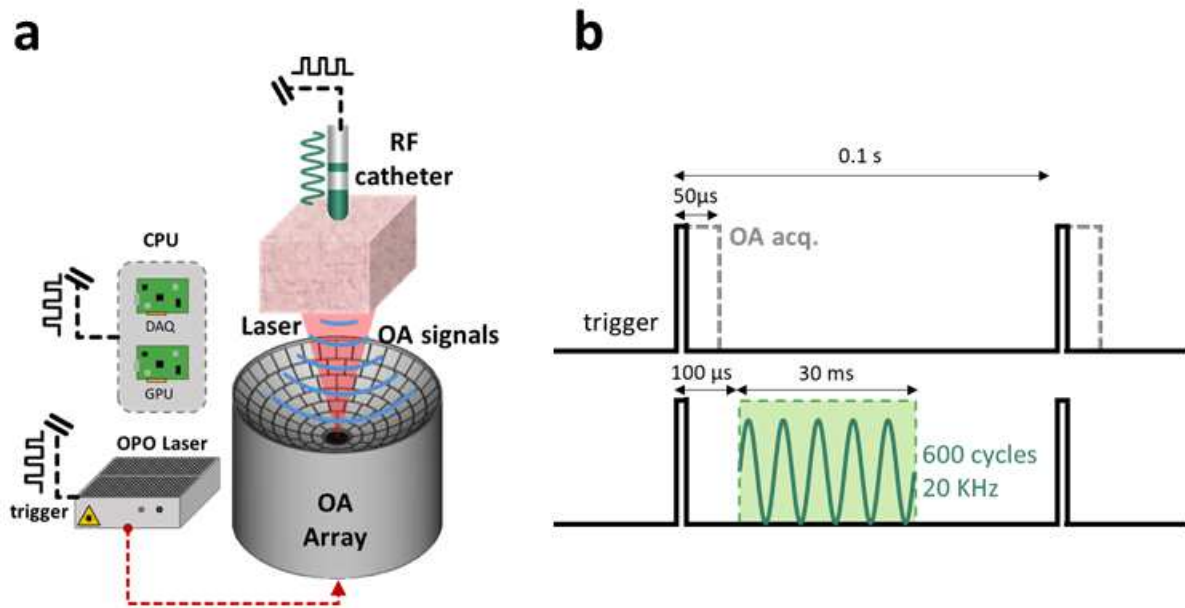 a
RF
catheter
CPU
DAQ
GPU
Laser
OA signals
OPO Laser
trigger
OA
Array
b
0.1 s
50µs
OA acq.
trigger
100 µs
30 ms
600 cycles
20 KHz